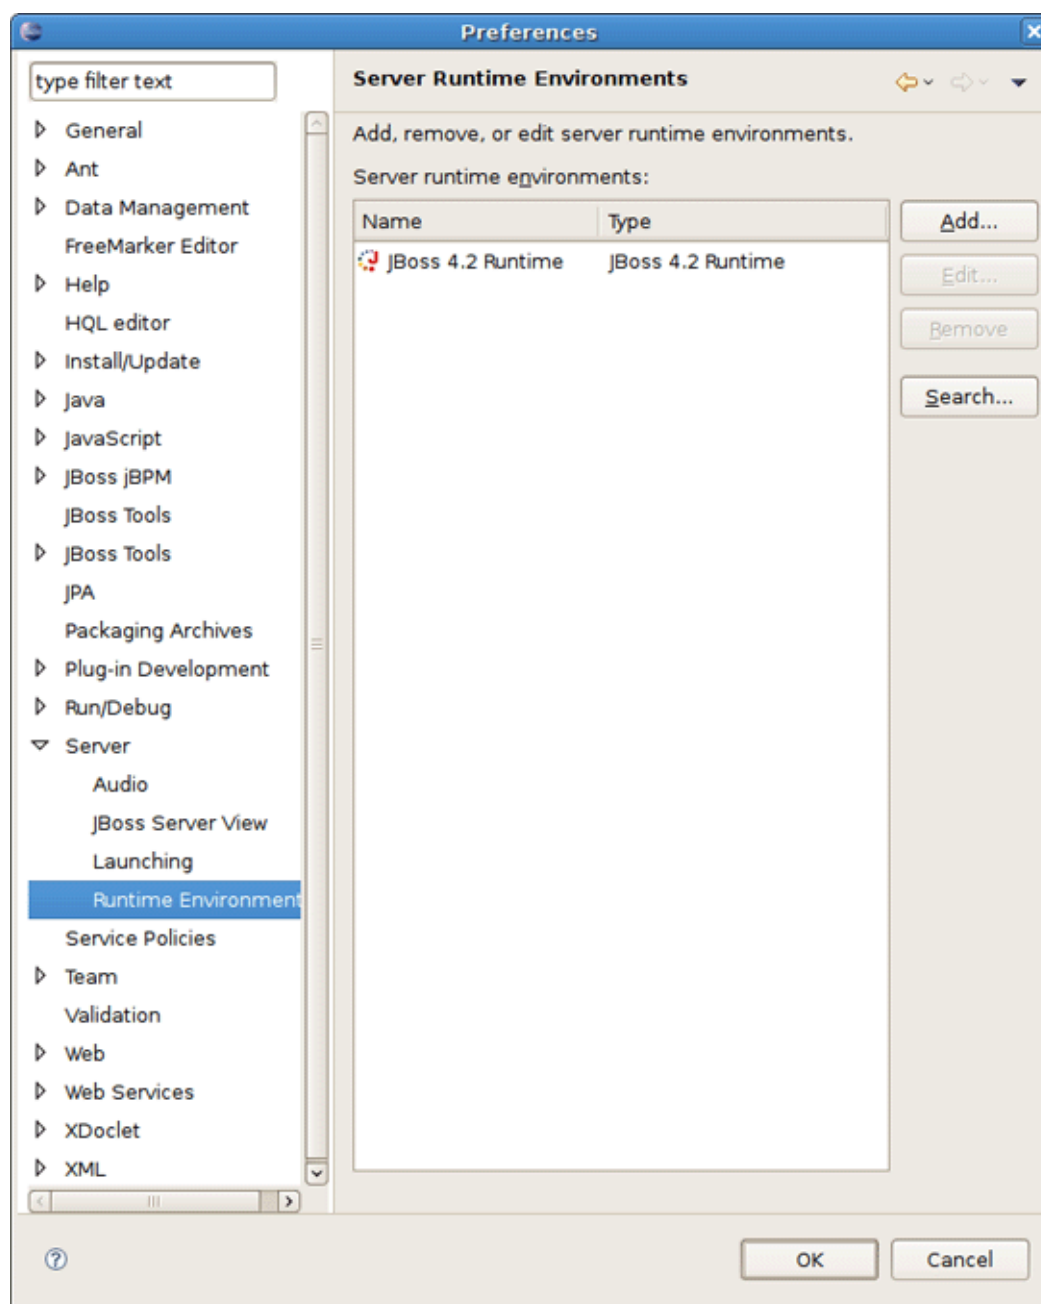 Preferences
type filter text
General
Ant
Data Management
FreeMarker Editor
Help
HQL editor
Install/Update
Java
JavaScript
JBoss jBPM
JBoss Tools
JBoss Tools
JPA
Packaging Archives
Plug-in Development
Run/Debug
Server
Audio
JBoss Server View
Launching
Runtime Environment
Service Policies
Team
Validation
Web
Web Services
XDoclet
XML
Server Runtime Environments
Add, remove, or edit server runtime environments.
Server runtime environments:
Name Type
JBoss 4.2 Runtime JBoss 4.2 Runtime
Add...
Edit...
Remove
Search...
OK Cancel